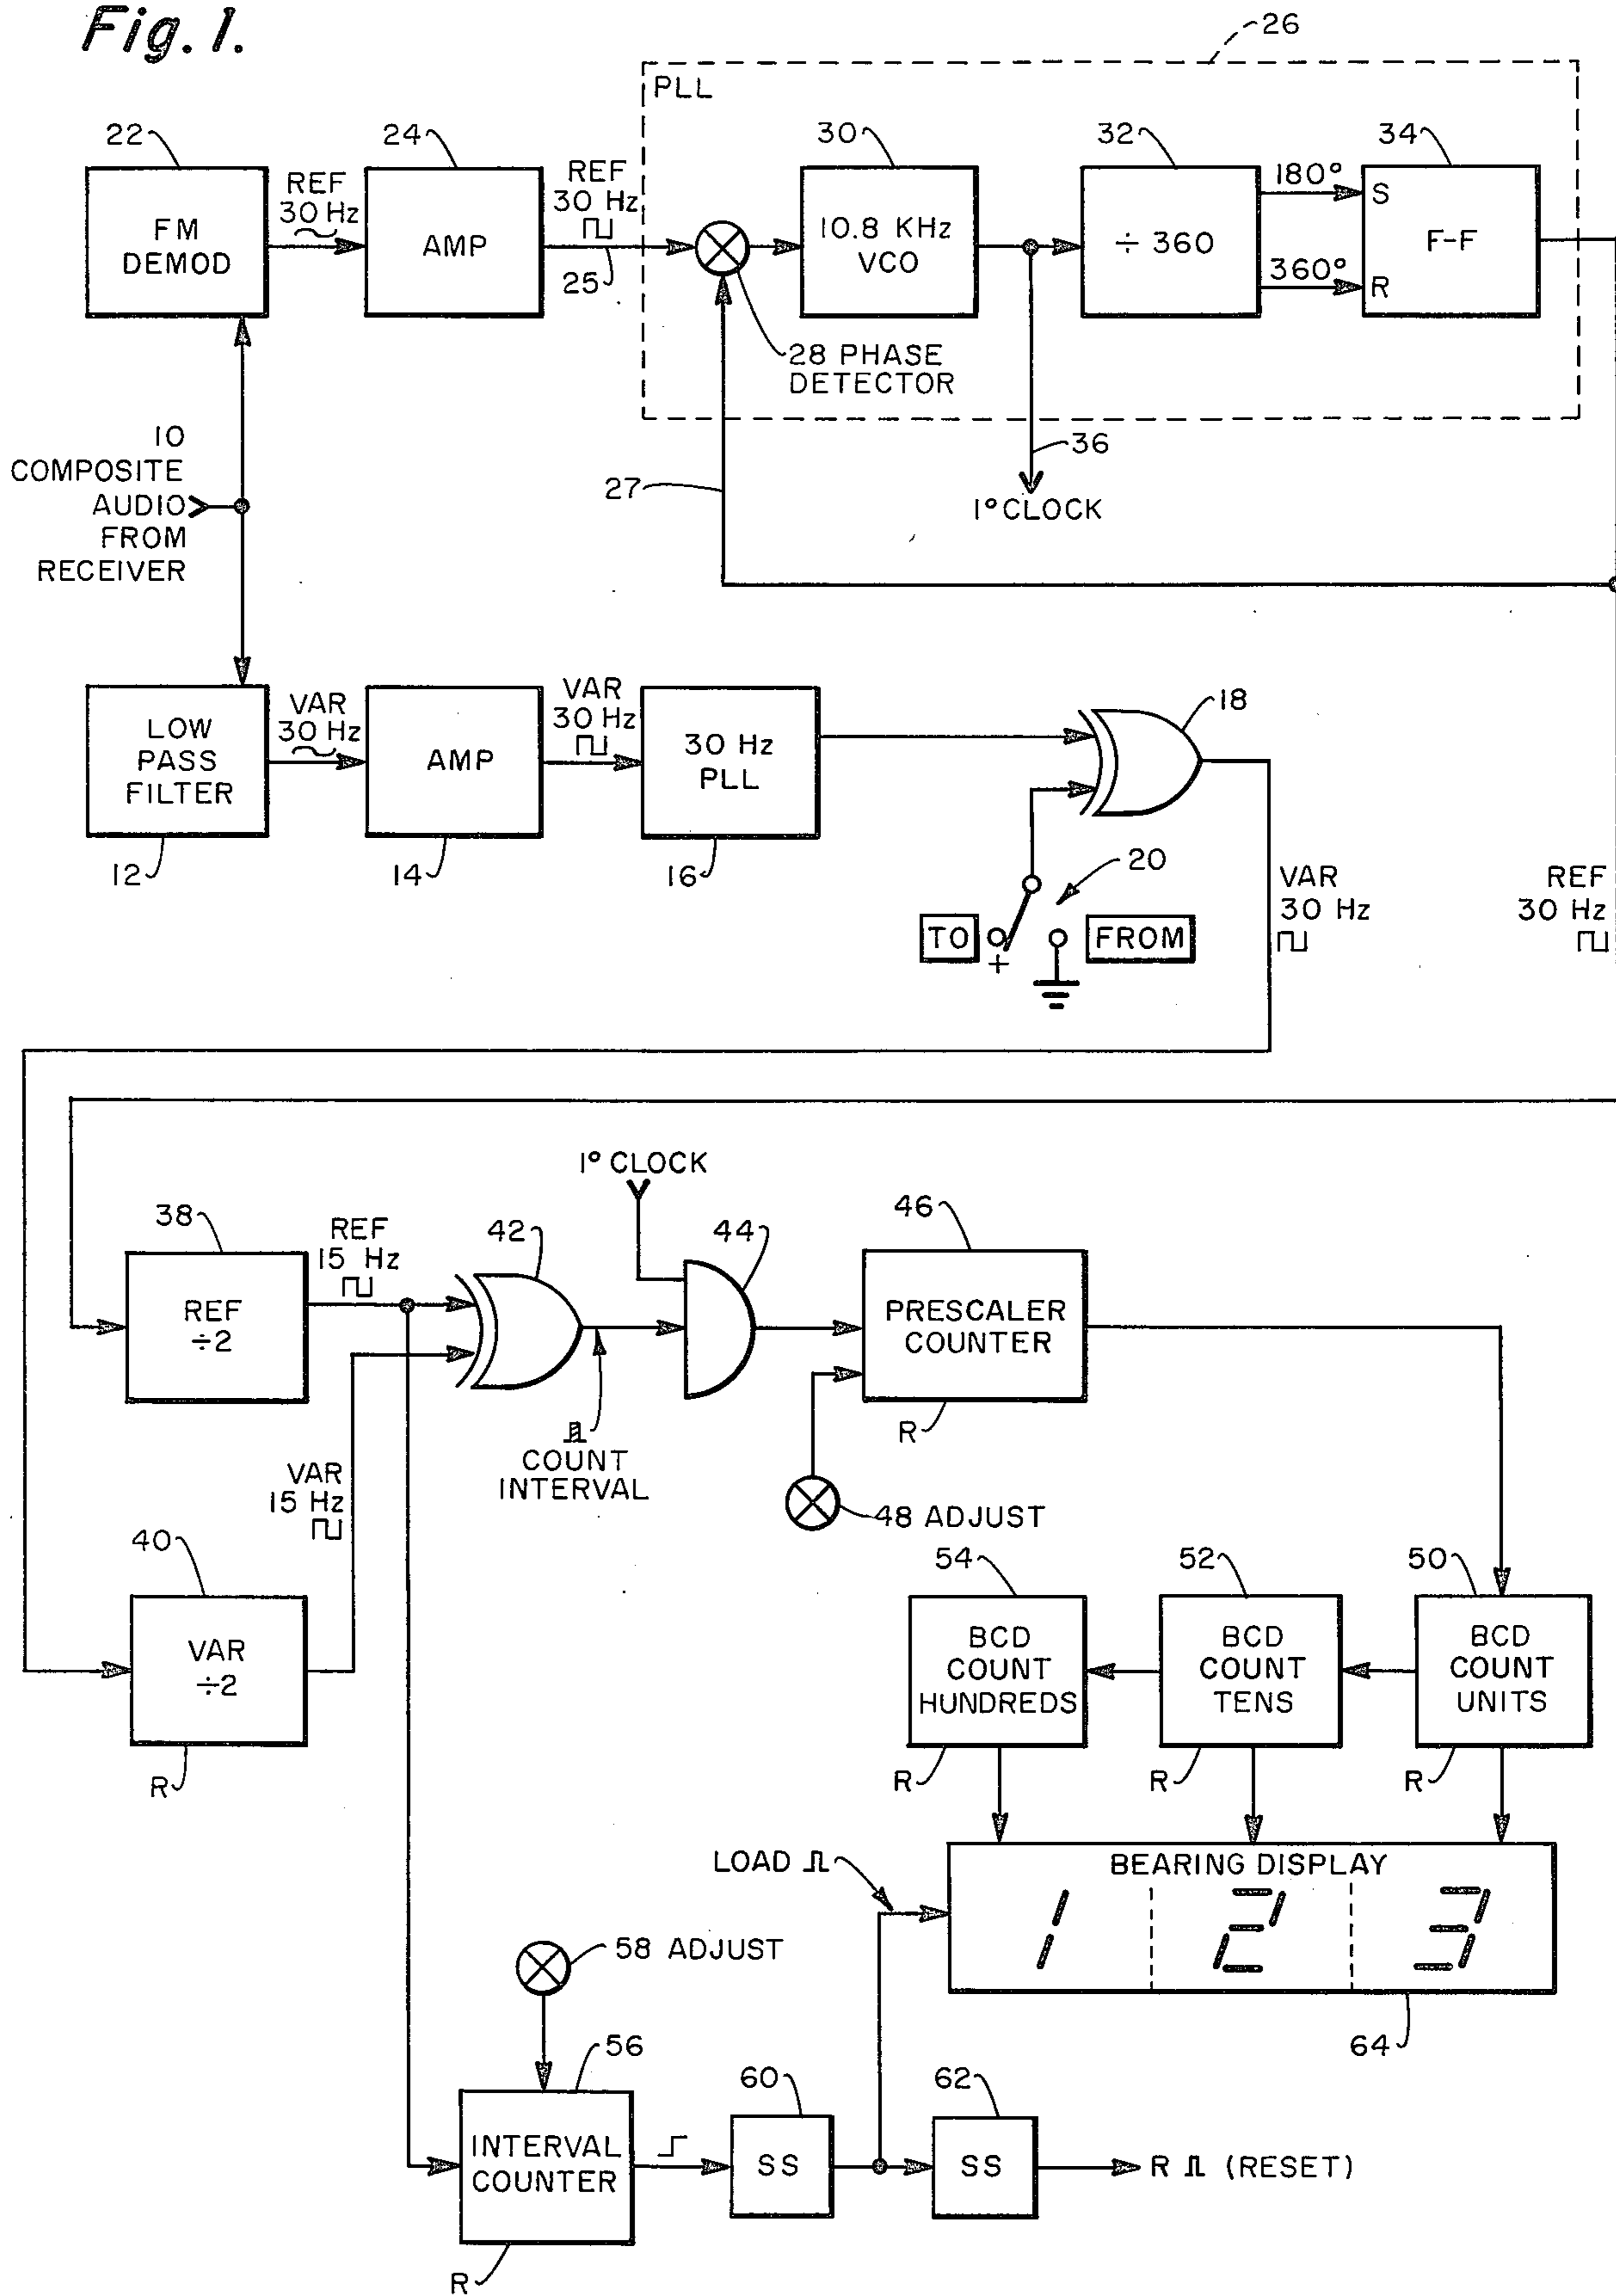 Fig. 1.
26
PLL
22
24
30
32
34
REF
30 Hz
REF
30 Hz
FM
DEMOD
AMP
25
10.8 KHz
VCO
÷ 360
180°
360°
S
R
F-F
28 PHASE
DETECTOR
36
1° CLOCK
27
10
COMPOSITE
AUDIO
FROM
RECEIVER
LOW
PASS
FILTER
12
VAR
30 Hz
AMP
14
VAR
30 Hz
30 Hz
PLL
16
18
20
TO
+
FROM
VAR
30 Hz
REF
30 Hz
1° CLOCK
38
REF
÷2
REF
15 Hz
42
44
46
PRESCALER
COUNTER
R
COUNT
INTERVAL
48 ADJUST
VAR
15 Hz
40
VAR
÷2
R
54
BCD
COUNT
HUNDREDS
R
52
BCD
COUNT
TENS
R
50
BCD
COUNT
UNITS
R
LOAD
BEARING DISPLAY
1 2 3
64
58 ADJUST
56
INTERVAL
COUNTER
R
60
SS
62
SS
R (RESET)